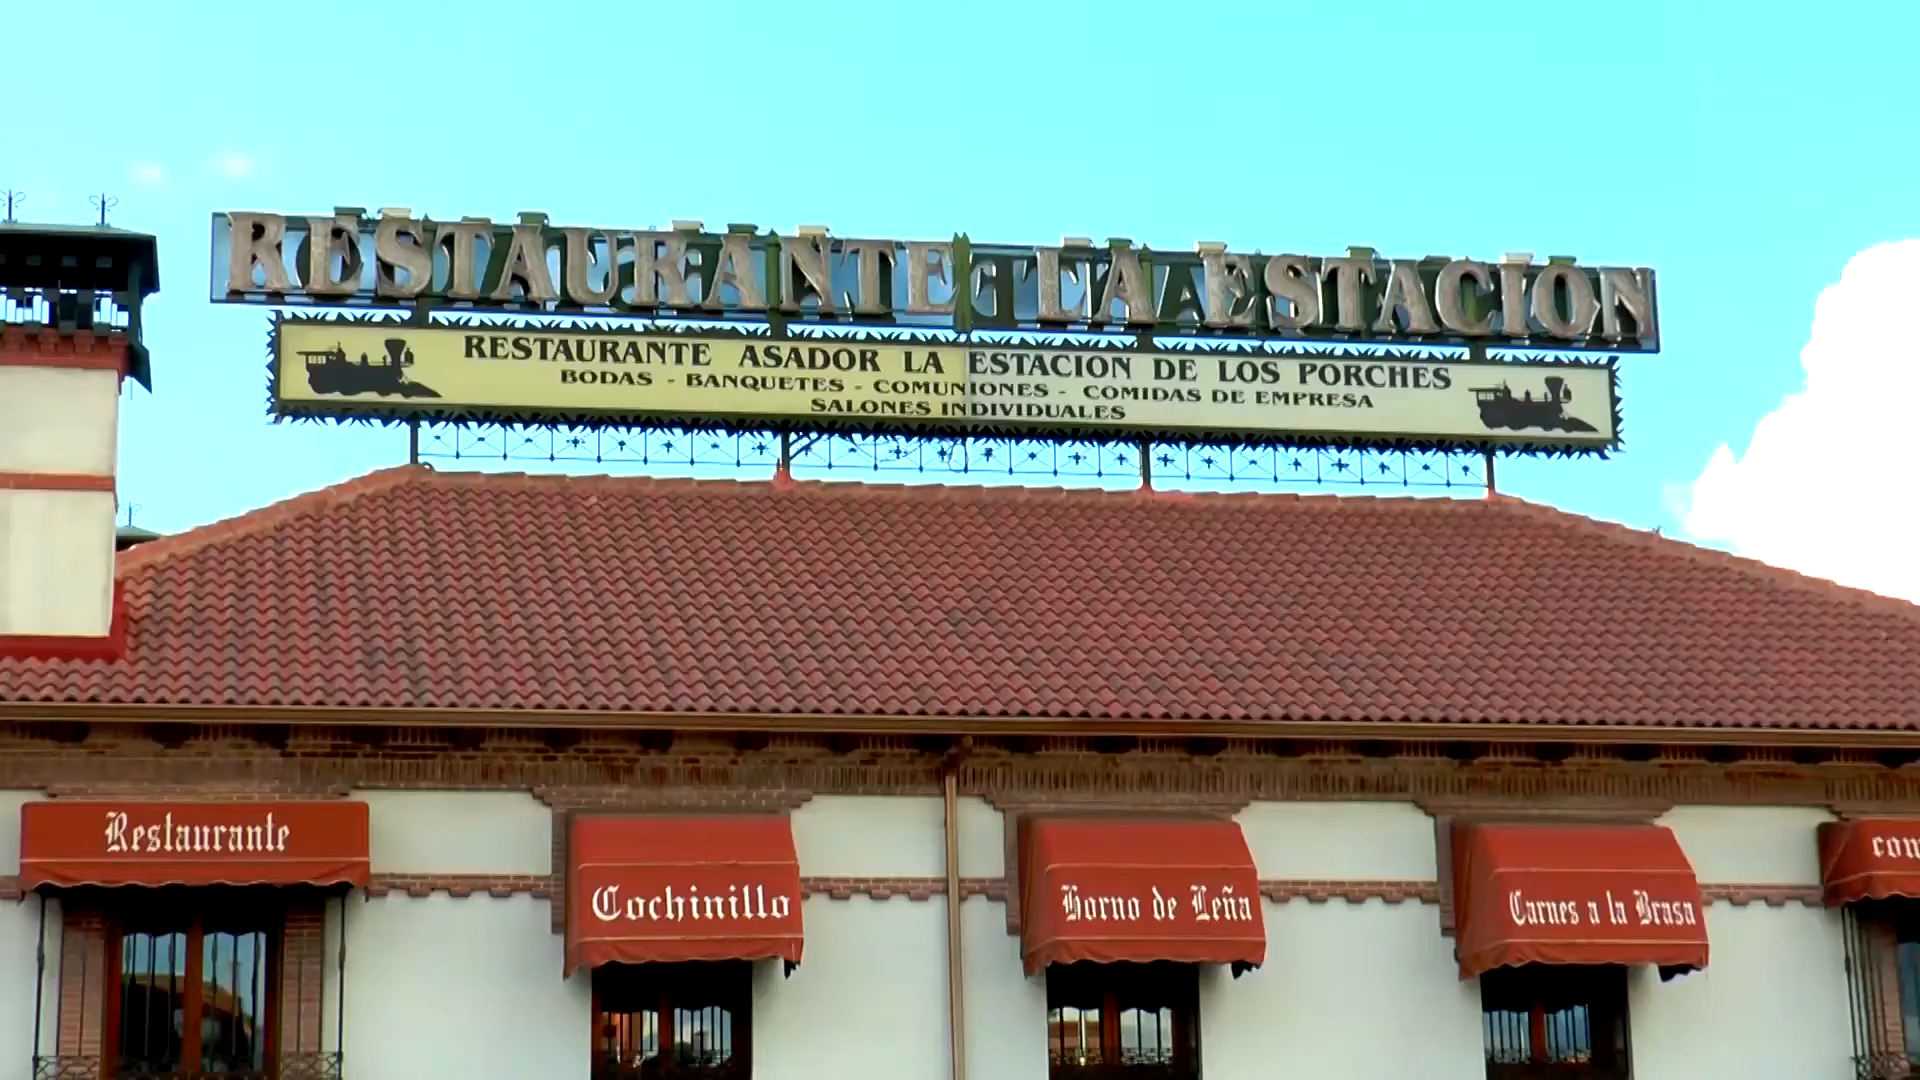 RESTAURANTE LA ESTACION
RESTAURANTE ASADOR LA ESTACION DE LOS PORCHES
BODAS - BANQUETES - COMUNIONES - COMIDAS DE EMPRESA
SALONES INDIVIDUALES
Restaurante
Cochinillo
Horno de Leña
Carnes a la Brasa